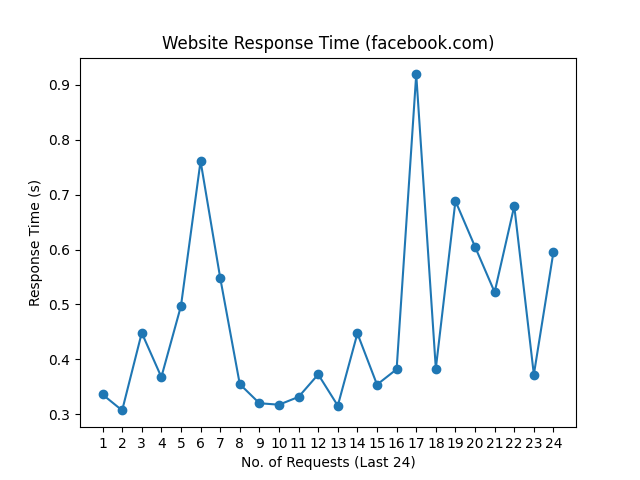 Website Response Time (facebook.com)
Response Time (s)
0.9
0.8
0.7
0.6
0.5
0.4
0.3
1 2 3 4 5 6 7 8 9 10 11 12 13 14 15 16 17 18 19 20 21 22 23 24
No. of Requests (Last 24)